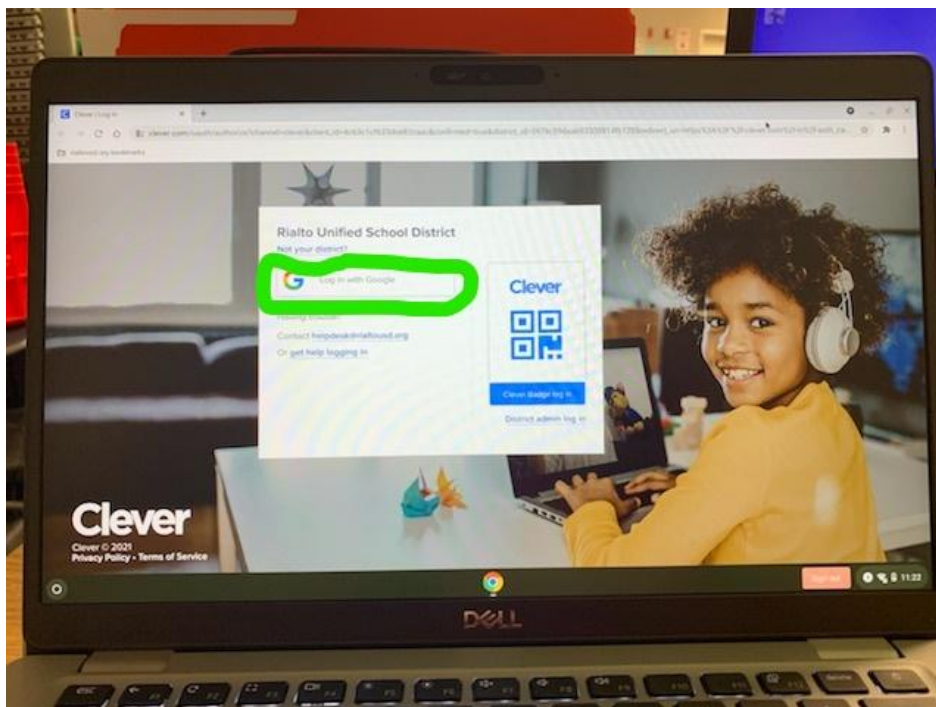 Clever | Log in
Rialto Unified School District
Not your district?
Log in with Google
Having trouble?
Contact helpdesk@rialtousd.org
Or get help logging in
Clever
Clever Badge log in
District admin log in
Clever
Clever © 2021
Privacy Policy - Terms of Service
Sign out
11:22
DELL
esc